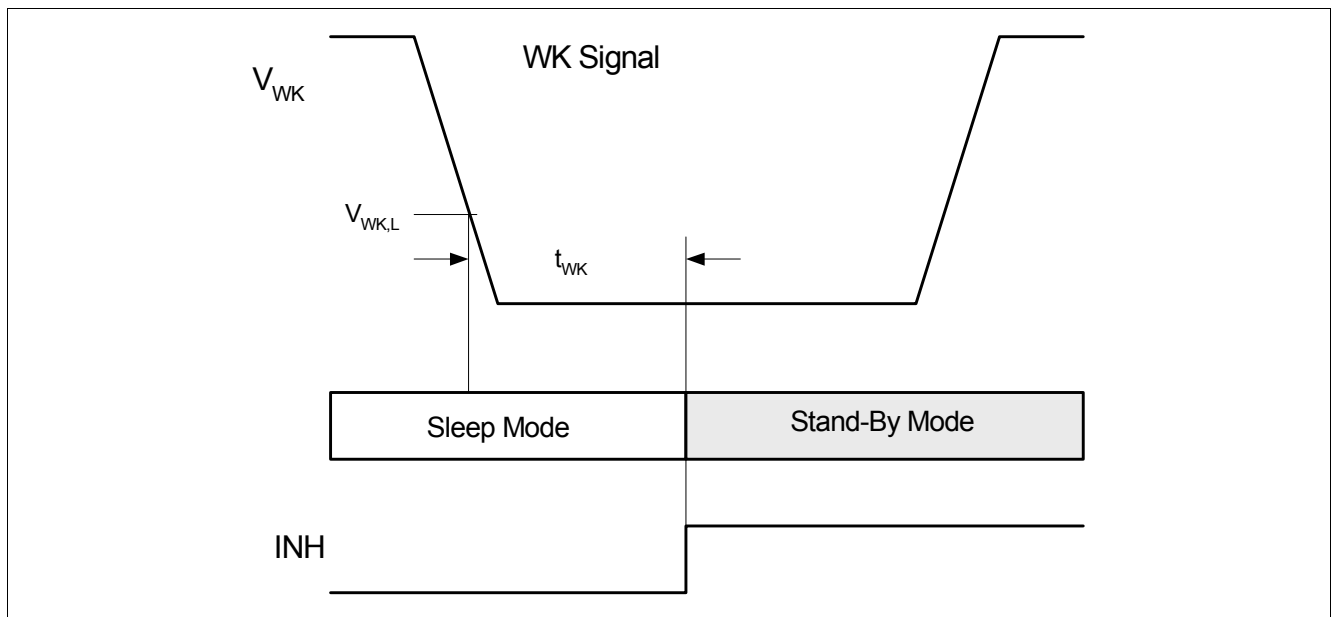 WK Signal
V_WK
V_WK,L
t_WK
Sleep Mode
Stand-By Mode
INH